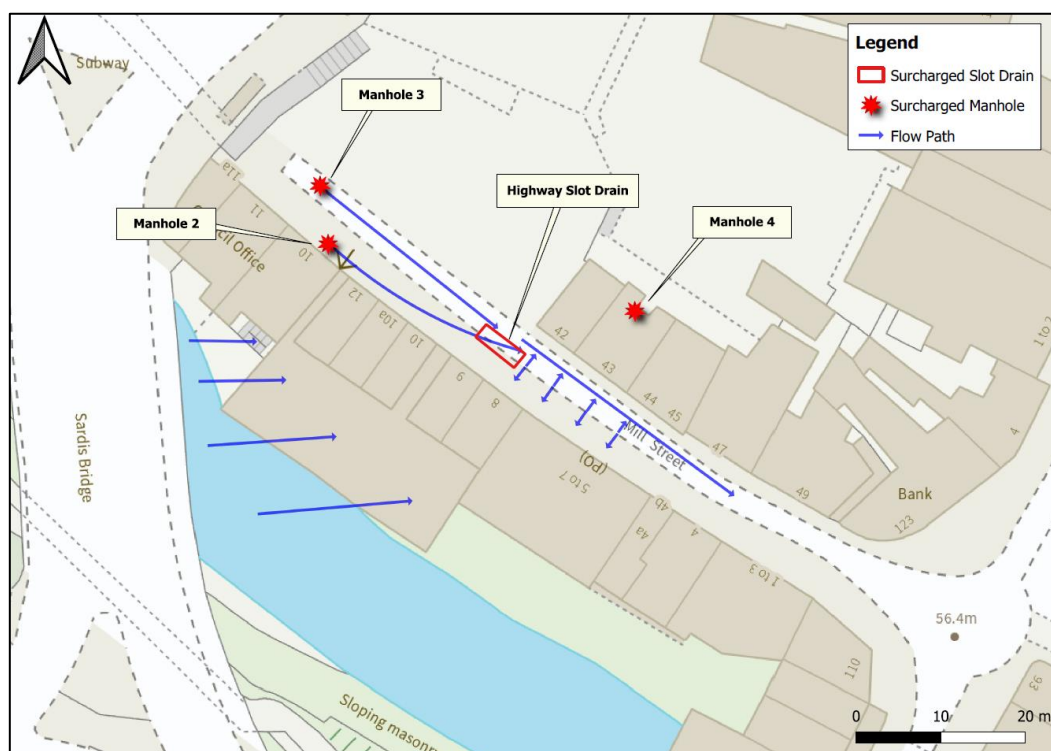 Subway
Manhole 3
Legend
Surcharged Slot Drain
Surcharged Manhole
Flow Path
Highway Slot Drain
Manhole 4
Manhole 2
11a
11
10
Office
12
10a
10
9
8
42
43
44
45
47
49
Mill Street
(PO)
5 to 7
4b
4a
4
1 to 3
110
Bank
123
4
1 to 2
56.4m
93
Sardis Bridge
Sloping masonry
0 10 20 m